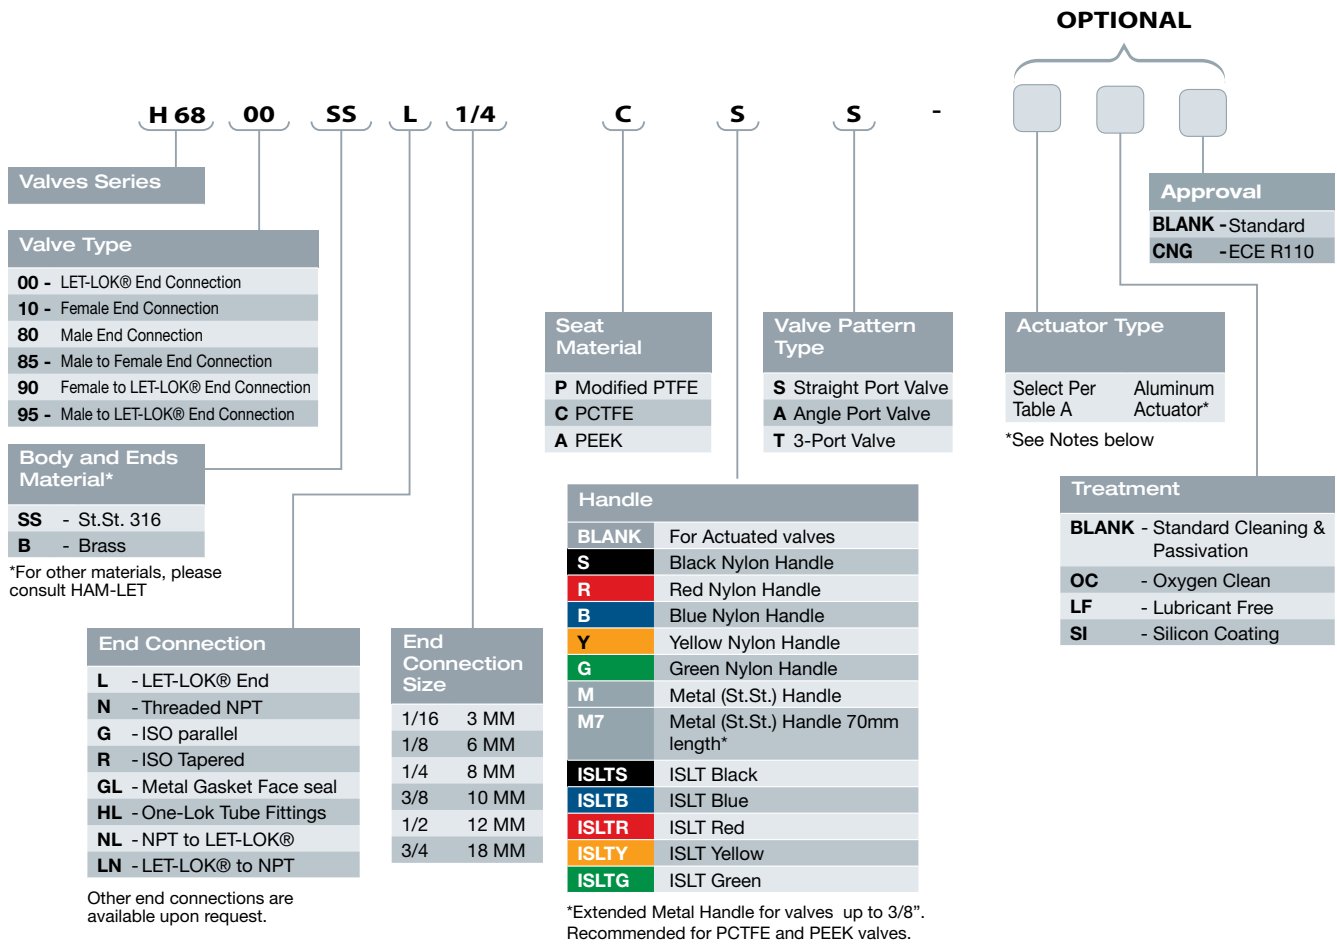 OPTIONAL
H 68 00 SS L 1/4 C S S -
Valves Series
Valve Type
00 - LET-LOK® End Connection
10 - Female End Connection
80 Male End Connection
85 - Male to Female End Connection
90 Female to LET-LOK® End Connection
95 - Male to LET-LOK® End Connection
Body and Ends
Material*
SS - St.St. 316
B - Brass
*For other materials, please
consult HAM-LET
End Connection
L - LET-LOK® End
N - Threaded NPT
G - ISO parallel
R - ISO Tapered
GL - Metal Gasket Face seal
HL - One-Lok Tube Fittings
NL - NPT to LET-LOK®
LN - LET-LOK® to NPT
Other end connections are
available upon request.
End
Connection
Size
1/16 3 MM
1/8 6 MM
1/4 8 MM
3/8 10 MM
1/2 12 MM
3/4 18 MM
Seat
Material
P Modified PTFE
C PCTFE
A PEEK
Handle
BLANK For Actuated valves
S Black Nylon Handle
R Red Nylon Handle
B Blue Nylon Handle
Y Yellow Nylon Handle
G Green Nylon Handle
M Metal (St.St.) Handle
M7 Metal (St.St.) Handle 70mm
length*
ISLTS ISLT Black
ISLTB ISLT Blue
ISLTR ISLT Red
ISLTY ISLT Yellow
ISLTG ISLT Green
*Extended Metal Handle for valves up to 3/8”.
Recommended for PCTFE and PEEK valves.
Valve Pattern
Type
S Straight Port Valve
A Angle Port Valve
T 3-Port Valve
Actuator Type
Select Per Aluminum
Table A Actuator*
*See Notes below
Treatment
BLANK - Standard Cleaning &
Passivation
OC - Oxygen Clean
LF - Lubricant Free
SI - Silicon Coating
Approval
BLANK - Standard
CNG - ECE R110